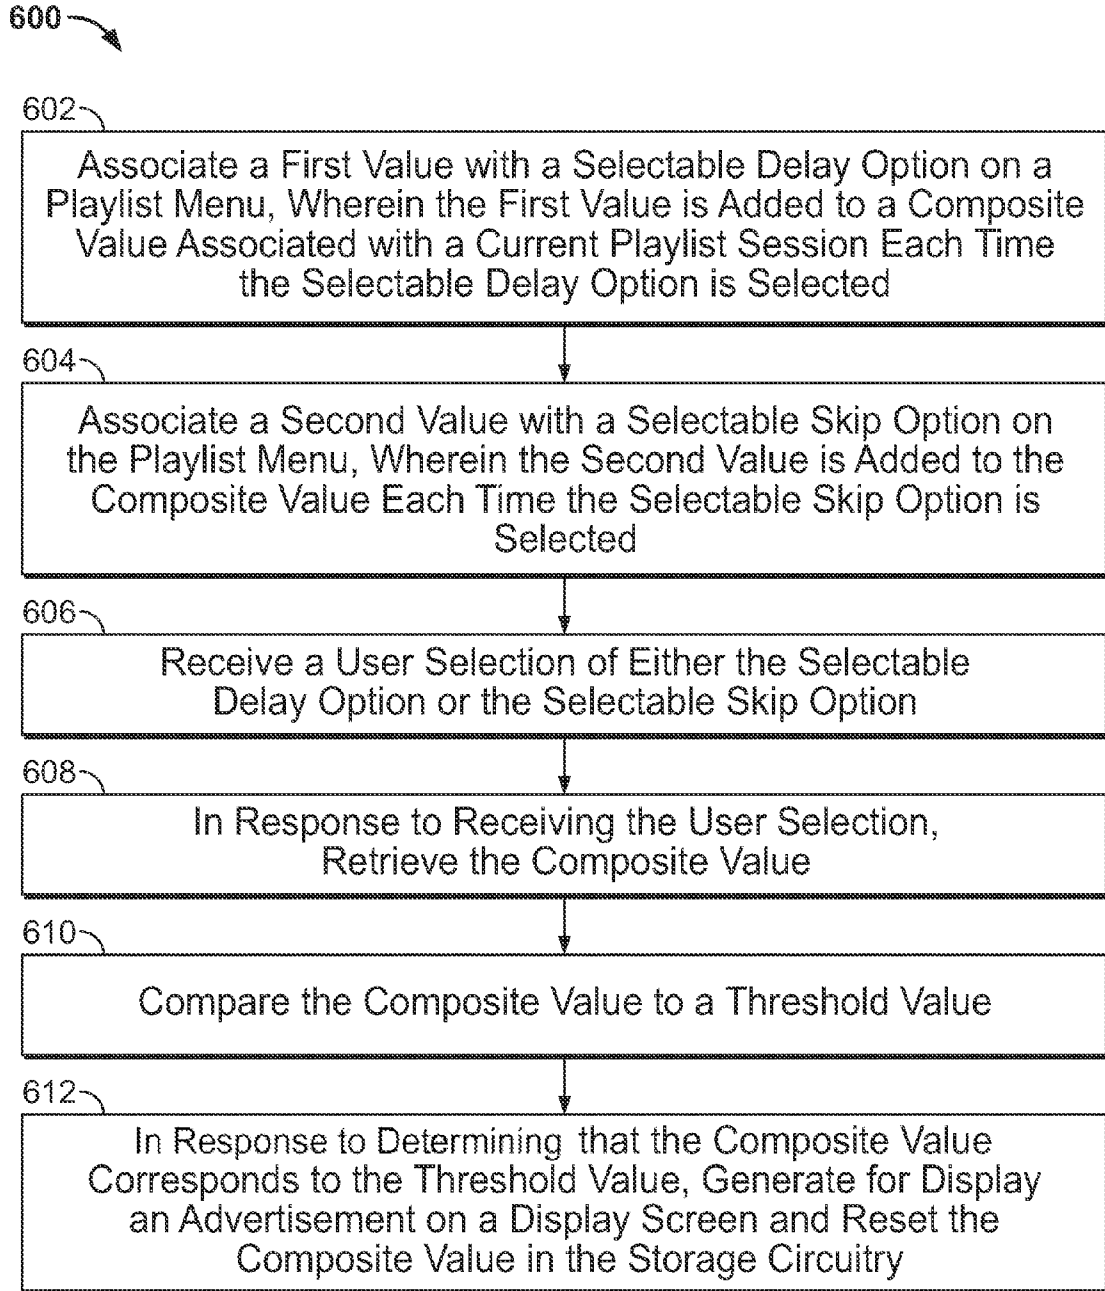 600
602
Associate a First Value with a Selectable Delay Option on a
Playlist Menu, Wherein the First Value is Added to a Composite
Value Associated with a Current Playlist Session Each Time
the Selectable Delay Option is Selected
604
Associate a Second Value with a Selectable Skip Option on
the Playlist Menu, Wherein the Second Value is Added to the
Composite Value Each Time the Selectable Skip Option is
Selected
606
Receive a User Selection of Either the Selectable
Delay Option or the Selectable Skip Option
608
In Response to Receiving the User Selection,
Retrieve the Composite Value
610
Compare the Composite Value to a Threshold Value
612
In Response to Determining that the Composite Value
Corresponds to the Threshold Value, Generate for Display
an Advertisement on a Display Screen and Reset the
Composite Value in the Storage Circuitry